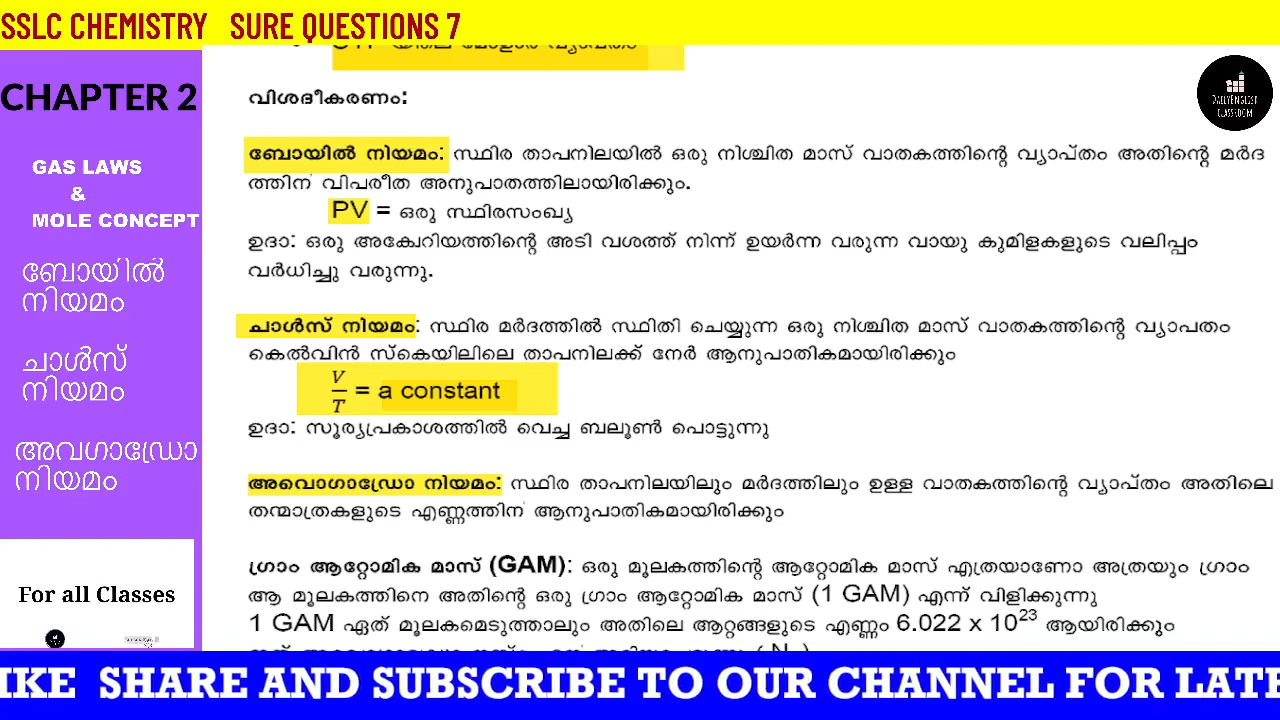 SSLC CHEMISTRY SURE QUESTIONS 7
CHAPTER 2
GAS LAWS
&
MOLE CONCEPT
ബോയിൽ
നിയമം
ചാൾസ്
നിയമം
അവഗാഡ്രോ
നിയമം
For all Classes
DAILYENGLISH
CLASSROOM
വിശദീകരണം:
ബോയിൽ നിയമം: സ്ഥിര താപനിലയിൽ ഒരു നിശ്ചിത മാസ് വാതകത്തിന്റെ വ്യാപ്തം അതിന്റെ മർദ
ത്തിന് വിപരീത അനുപാതത്തിലായിരിക്കും.
PV = ഒരു സ്ഥിരസംഖ്യ
ഉദാ: ഒരു അക്വേറിയത്തിന്റെ അടി വശത്ത് നിന്ന് ഉയർന്ന വരുന്ന വായു കുമിളകളുടെ വലിപ്പം
വർധിച്ചു വരുന്നു.
ചാൾസ് നിയമം: സ്ഥിര മർദത്തിൽ സ്ഥിതി ചെയ്യുന്ന ഒരു നിശ്ചിത മാസ് വാതകത്തിന്റെ വ്യാപതം
കെൽവിൻ സ്കെയിലിലെ താപനിലക്ക് നേർ ആനുപാതികമായിരിക്കും
V/T = a constant
ഉദാ: സൂര്യപ്രകാശത്തിൽ വെച്ച ബലൂൺ പൊട്ടുന്നു
അവൊഗാഡ്രോ നിയമം: സ്ഥിര താപനിലയിലും മർദത്തിലും ഉള്ള വാതകത്തിന്റെ വ്യാപ്തം അതിലെ
തന്മാത്രകളുടെ എണ്ണത്തിന് ആനുപാതികമായിരിക്കും
ഗ്രാം ആറ്റോമിക മാസ് (GAM): ഒരു മൂലകത്തിന്റെ ആറ്റോമിക മാസ് എത്രയാണോ അത്രയും ഗ്രാം
ആ മൂലകത്തിനെ അതിന്റെ ഒരു ഗ്രാം ആറ്റോമിക മാസ് (1 GAM) എന്ന് വിളിക്കുന്നു
1 GAM ഏത് മൂലകമെടുത്താലും അതിലെ ആറ്റങ്ങളുടെ എണ്ണം 6.022 x 10²³ ആയിരിക്കും
IKE SHARE AND SUBSCRIBE TO OUR CHANNEL FOR LATE